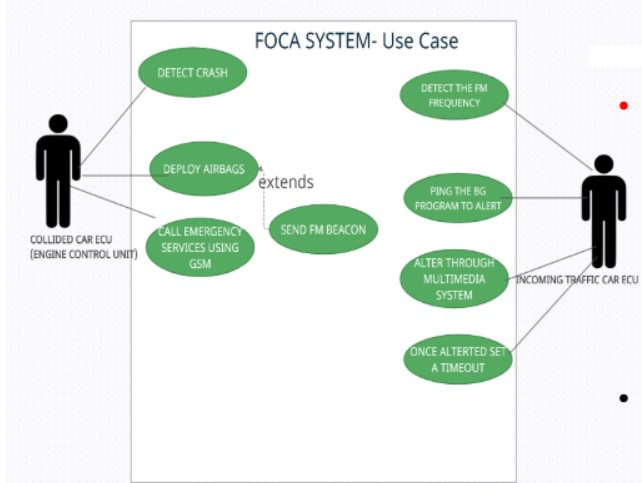 FOCA SYSTEM- Use Case
DETECT CRASH
DEPLOY AIRBAGS
extends
SEND FM BEACON
CALL EMERGENCY
SERVICES USING
GSM
COLLIDED CAR ECU
(ENGINE CONTROL UNIT)
DETECT THE FM
FREQUENCY
PING THE BG
PROGRAM TO ALERT
ALTER THROUGH
MULTIMEDIA
SYSTEM
INCOMING TRAFFIC CAR ECU
ONCE ALTERTED SET
A TIMEOUT